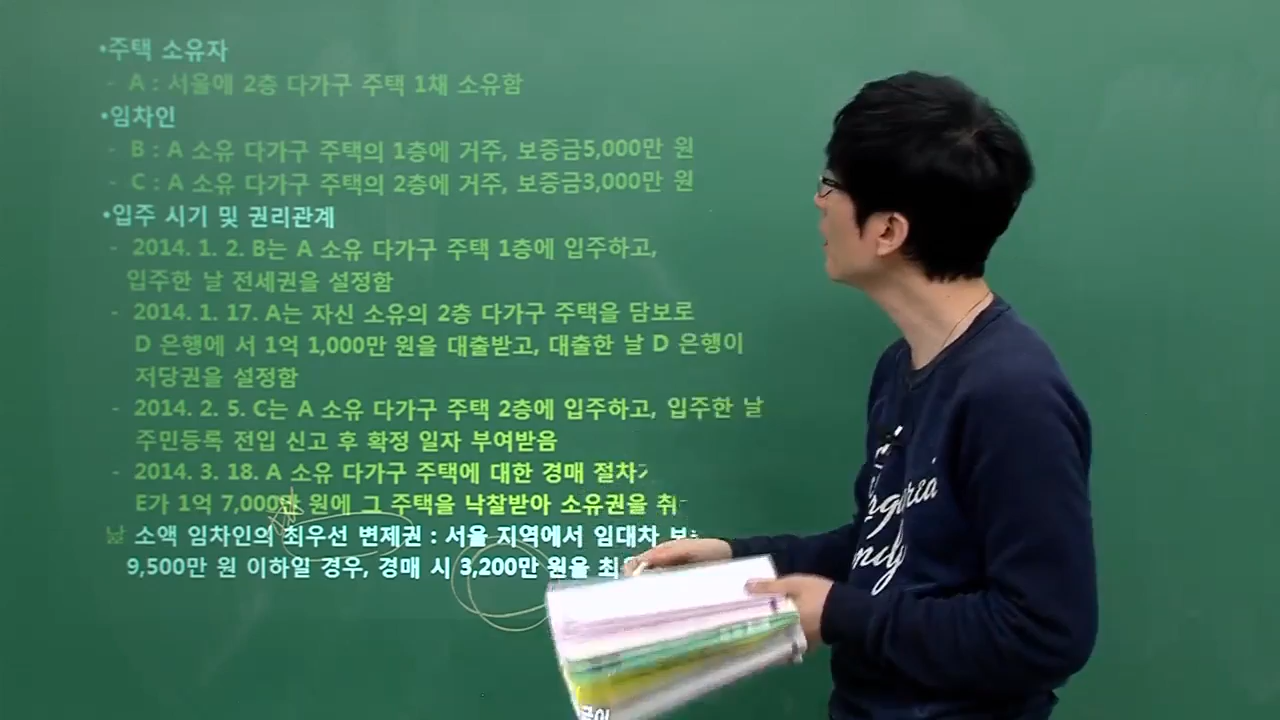 •주택 소유자
- A : 서울에 2층 다가구 주택 1채 소유함
•임차인
- B : A 소유 다가구 주택의 1층에 거주, 보증금5,000만 원
- C : A 소유 다가구 주택의 2층에 거주, 보증금3,000만 원
•입주 시기 및 권리관계
- 2014. 1. 2. B는 A 소유 다가구 주택 1층에 입주하고,
입주한 날 전세권을 설정함
- 2014. 1. 17. A는 자신 소유의 2층 다가구 주택을 담보로
D 은행에 서 1억 1,000만 원을 대출받고, 대출한 날 D 은행이
저당권을 설정함
- 2014. 2. 5. C는 A 소유 다가구 주택 2층에 입주하고, 입주한 날
주민등록 전입 신고 후 확정 일자 부여받음
- 2014. 3. 18. A 소유 다가구 주택에 대한 경매 절차
E가 1억 7,000만 원에 그 주택을 낙찰받아 소유권을 취
소액 임차인의 최우선 변제권 : 서울 지역에서 임대차
9,500만 원 이하일 경우, 경매 시 3,200만 원을 최